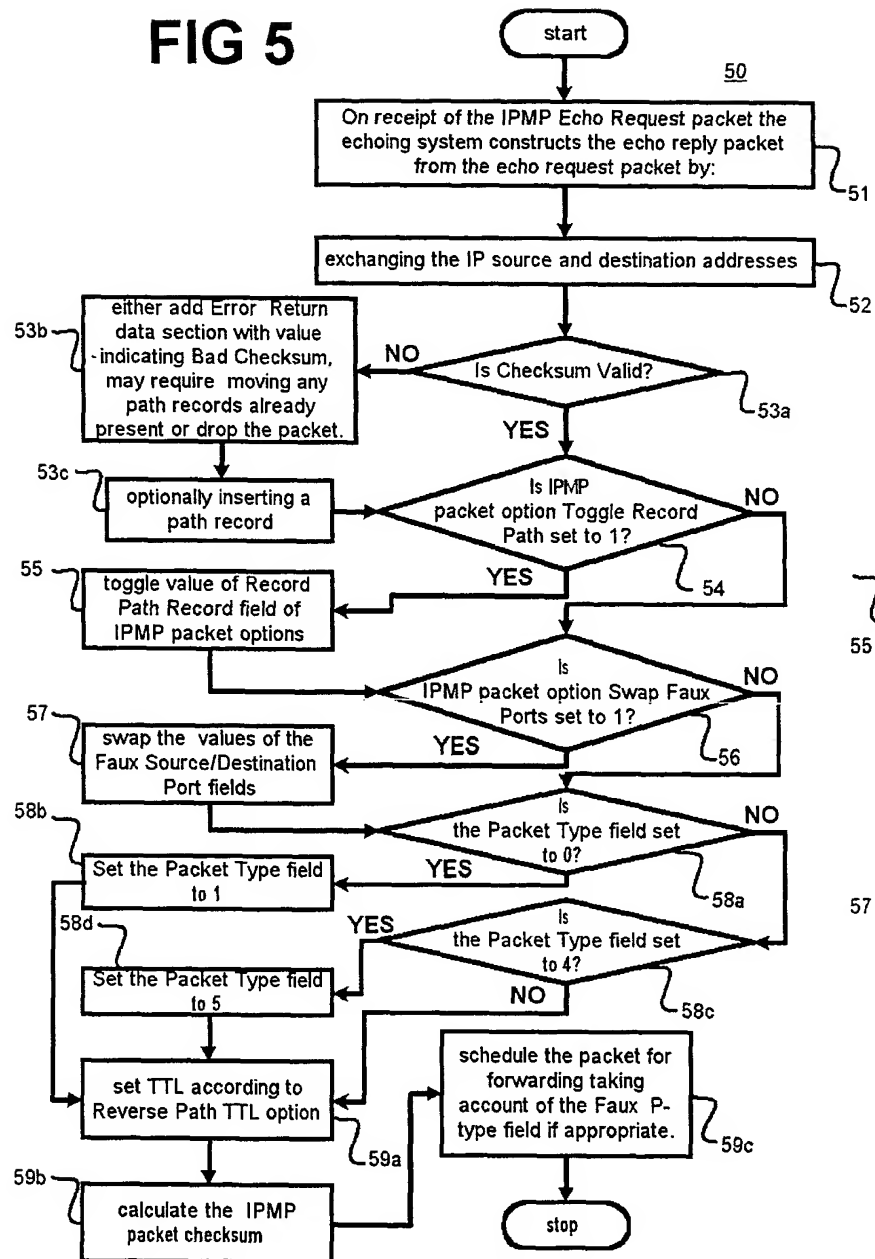 FIG 5
start
50
On receipt of the IPMP Echo Request packet the
echoing system constructs the echo reply packet
from the echo request packet by:
51
exchanging the IP source and destination addresses
52
53b
either add Error Return
data section with value
-indicating Bad Checksum,
may require moving any
path records already
present or drop the packet.
NO
Is Checksum Valid?
53a
YES
53c
optionally inserting a
path record
Is IPMP
packet option Toggle Record
Path set to 1?
NO
54
YES
55
toggle value of Record
Path Record field of
IPMP packet options
55
Is
IPMP packet option Swap Faux
Ports set to 1?
NO
56
YES
57
swap the values of the
Faux Source/Destination
Port fields
Is
the Packet Type field set
to 0?
NO
58a
YES
58b
Set the Packet Type field
to 1
57
58d
YES
Is
the Packet Type field set
to 4?
58c
NO
Set the Packet Type field
to 5
set TTL according to
Reverse Path TTL option
59a
schedule the packet for
forwarding taking
account of the Faux P-
type field if appropriate.
59c
59b
calculate the IPMP
packet checksum
stop